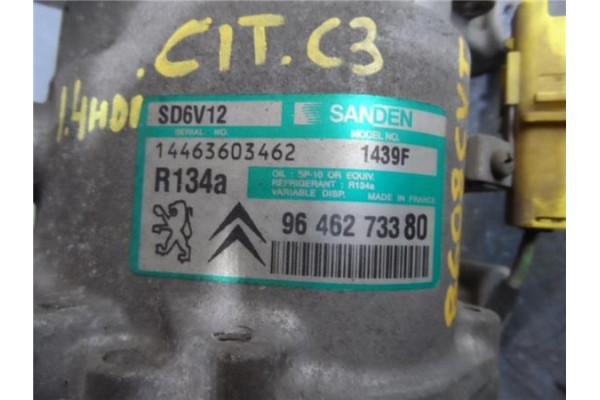 .CIT.C3
1.4HDI
SD6V12 SANDEN
SERIAL NO. MODEL NO.
14463603462 1439F
R134a
OIL : SP-10 OR EQUIV.
REFRIGERANT : R134a
VARIABLE DISP. MADE IN FRANCE
96 462 733 80